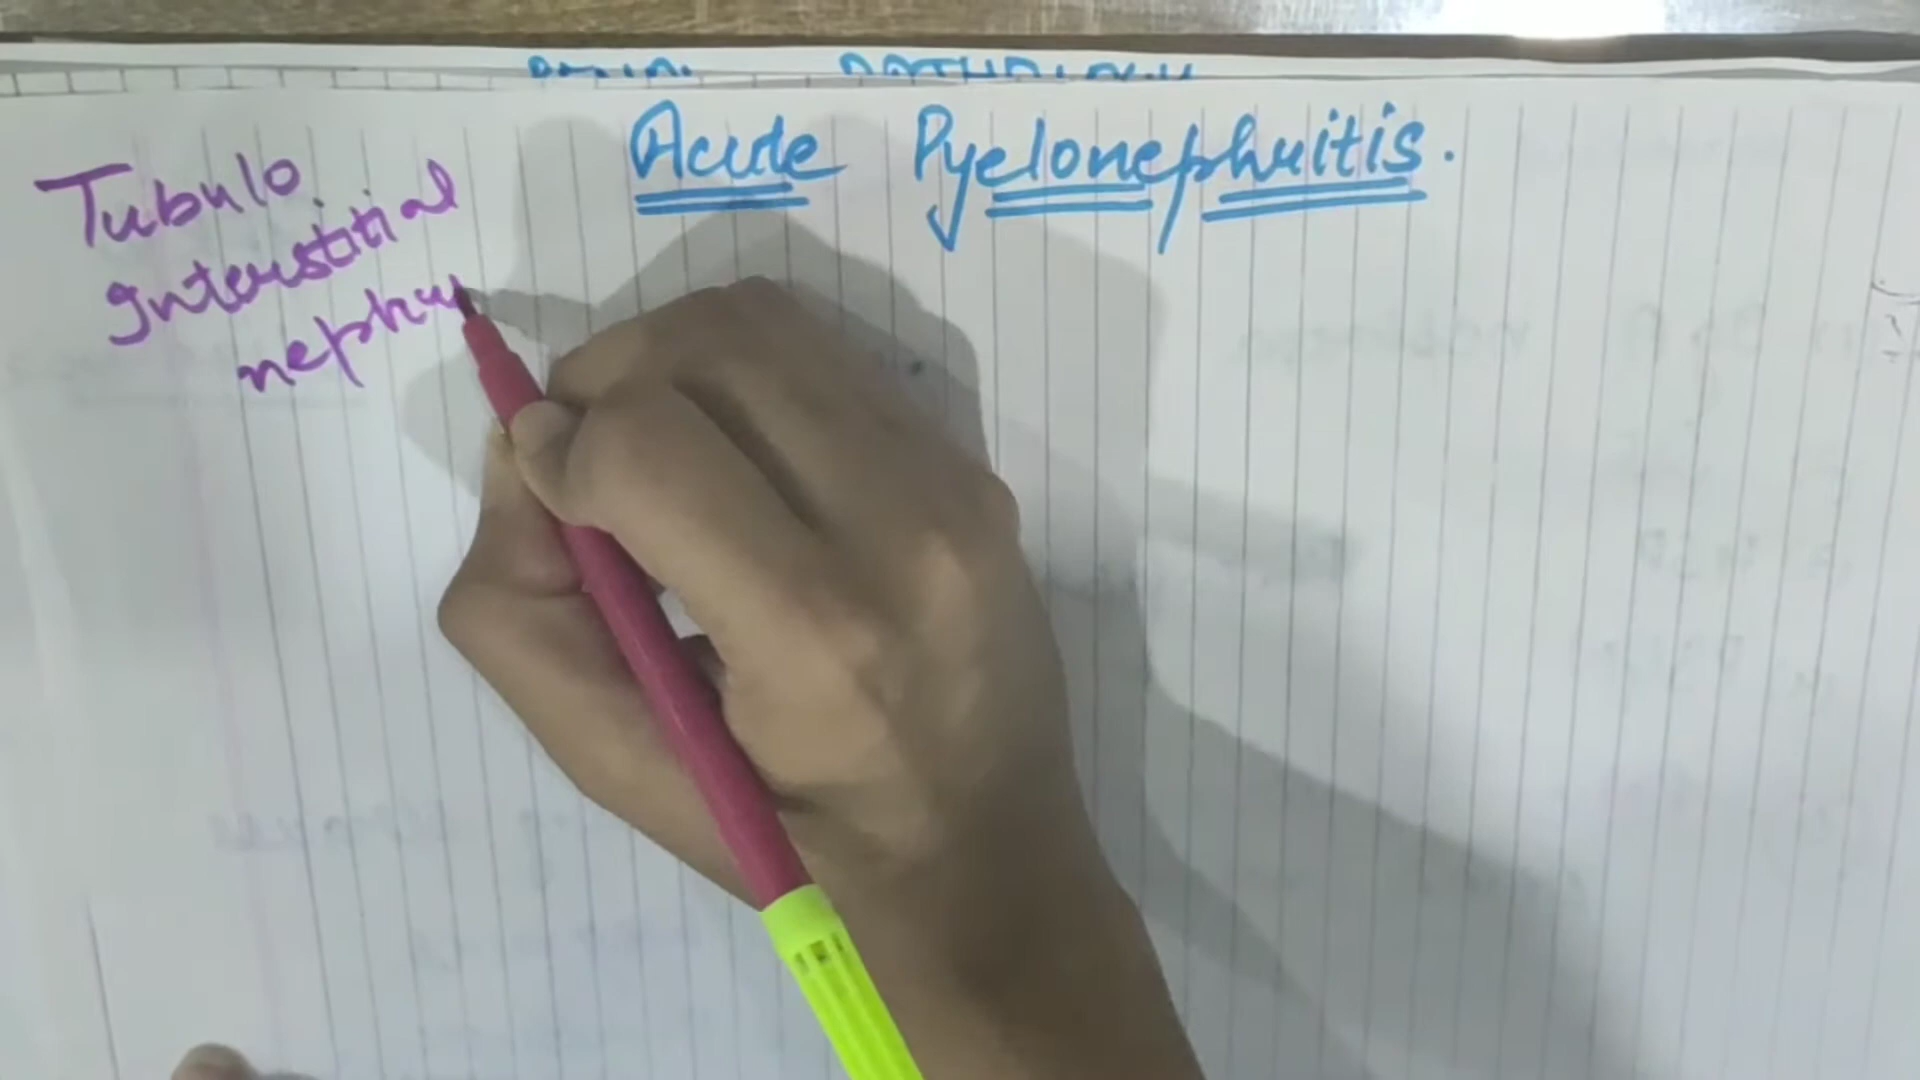 Acute Pyelonephritis.
Tubulo
interstitial
nephri